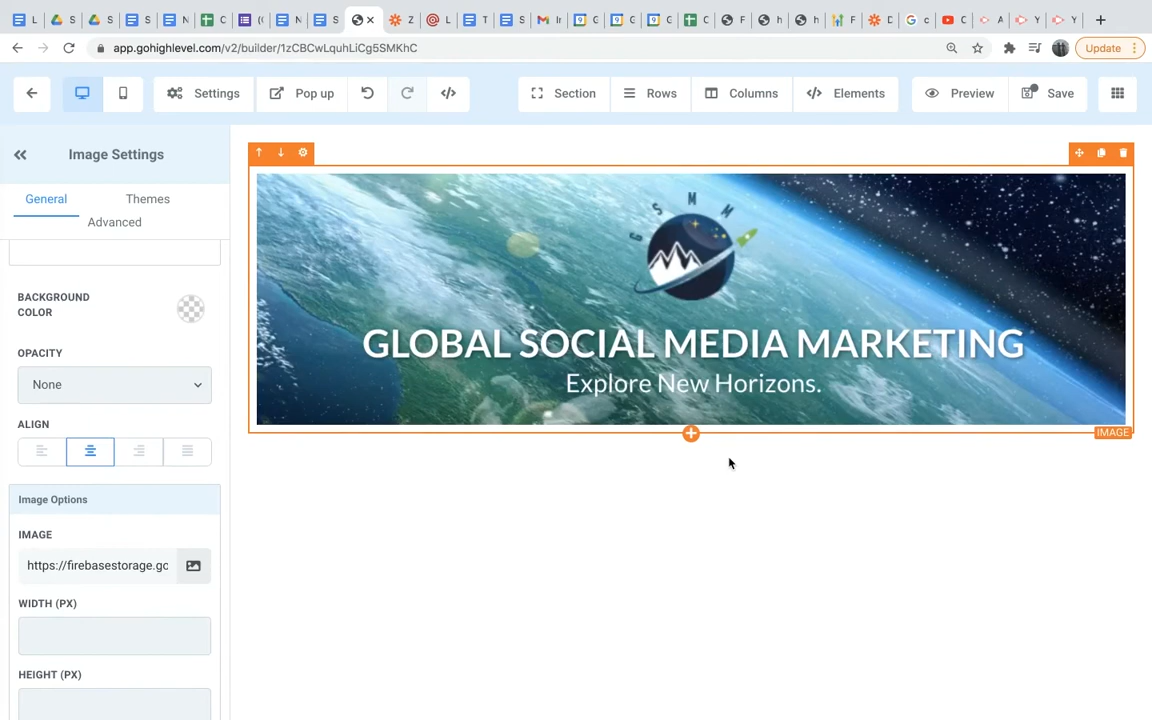 L S S S N S C (( N S Z L T S In G G G C F h h F D c C A Y Y
app.gohighlevel.com/v2/builder/1zCBCwLquhLiCg5SMKhC
Update
Settings Pop up Section Rows Columns Elements Preview Save
Image Settings
General Themes
Advanced
BACKGROUND
COLOR
OPACITY
None
ALIGN
Image Options
IMAGE
https://firebasestorage.gc
WIDTH (PX)
HEIGHT (PX)
G S M M
GLOBAL SOCIAL MEDIA MARKETING
Explore New Horizons.
IMAGE